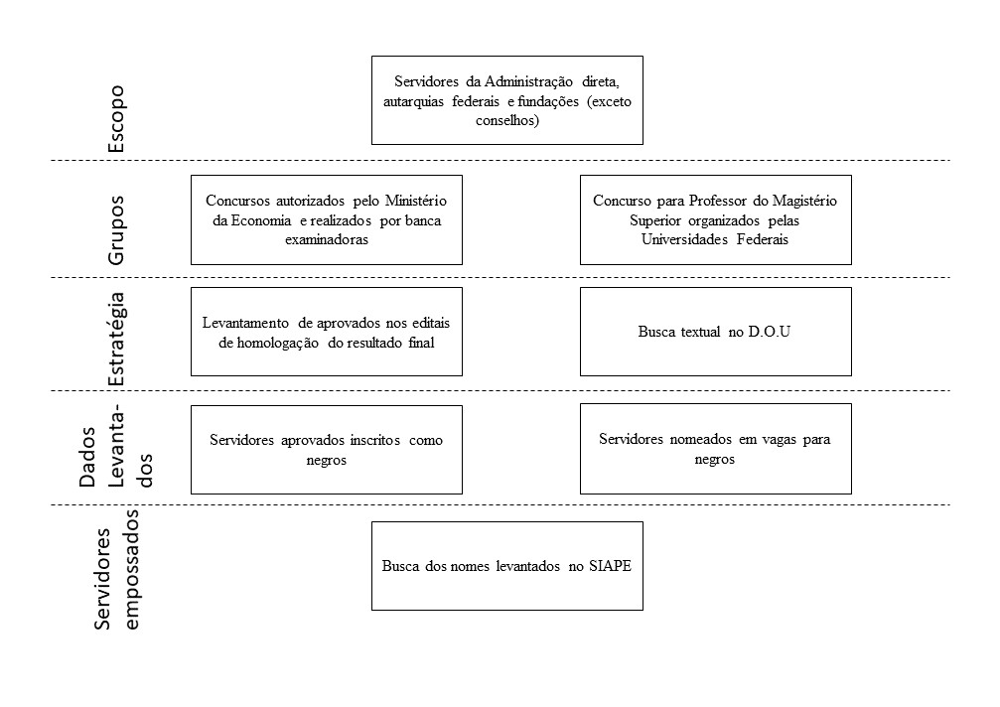 Escopo
Servidores da Administração direta,
autarquias federais e fundações (exceto
conselhos)
Grupos
Concursos autorizados pelo Ministério
da Economia e realizados por banca
examinadoras
Concurso para Professor do Magistério
Superior organizados pelas
Universidades Federais
Estratégia
Levantamento de aprovados nos editais
de homologação do resultado final
Busca textual no D.O.U
Dados
Levanta-
dos
Servidores aprovados inscritos como
negros
Servidores nomeados em vagas para
negros
Servidores
empossados
Busca dos nomes levantados no SIAPE